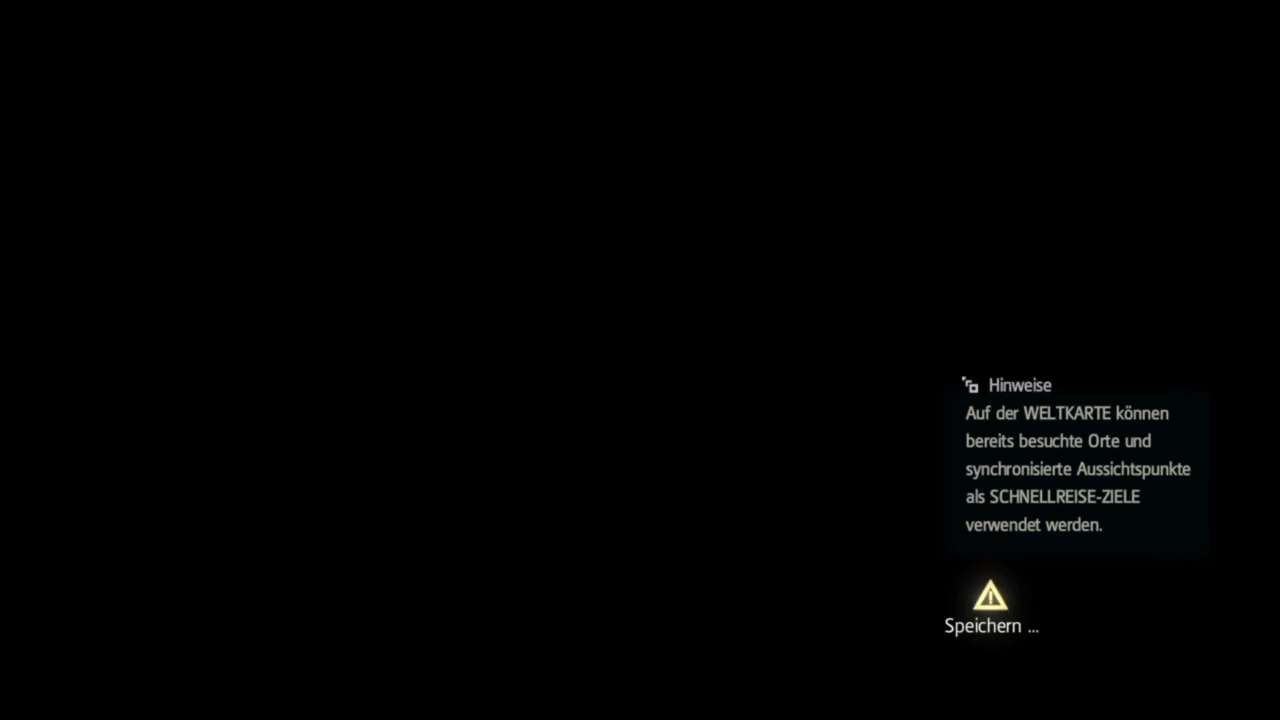 Hinweise
Auf der WELTKARTE können
bereits besuchte Orte und
synchronisierte Aussichtspunkte
als SCHNELLREISE-ZIELE
verwendet werden.
Speichern ...